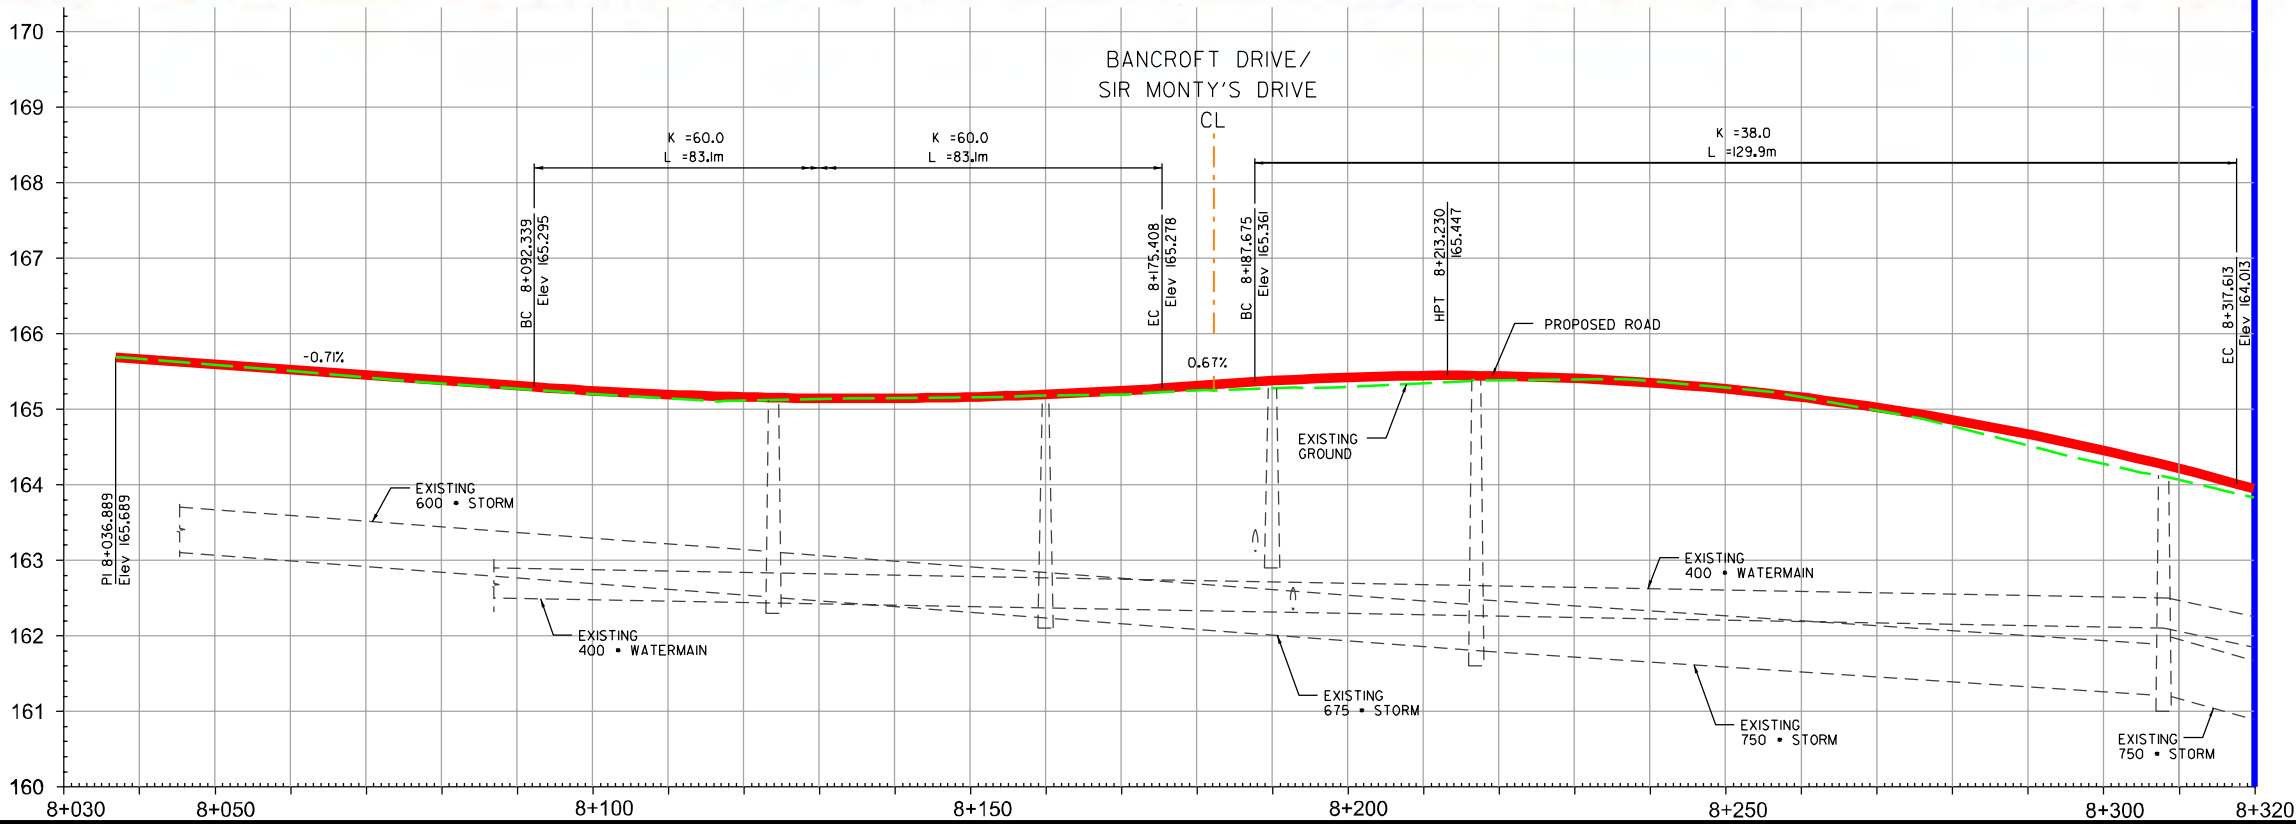 170
169
168
167
166
165
164
163
162
161
160
BANCROFT DRIVE/
SIR MONTY'S DRIVE
CL
K =60.0
L =83.1m
K =60.0
L =83.1m
K =38.0
L =129.9m
PI 8+036.889
Elev 165.689
-0.71%
BC 8+092.339
Elev 165.295
EC 8+175.408
Elev 165.278
0.67%
BC 8+187.675
Elev 165.361
HPT 8+213.230
165.447
EC 8+317.613
Elev 164.013
PROPOSED ROAD
EXISTING
GROUND
EXISTING
600 • STORM
EXISTING
400 • WATERMAIN
EXISTING
400 • WATERMAIN
EXISTING
675 • STORM
EXISTING
750 • STORM
EXISTING
750 • STORM
8+030
8+050
8+100
8+150
8+200
8+250
8+300
8+320